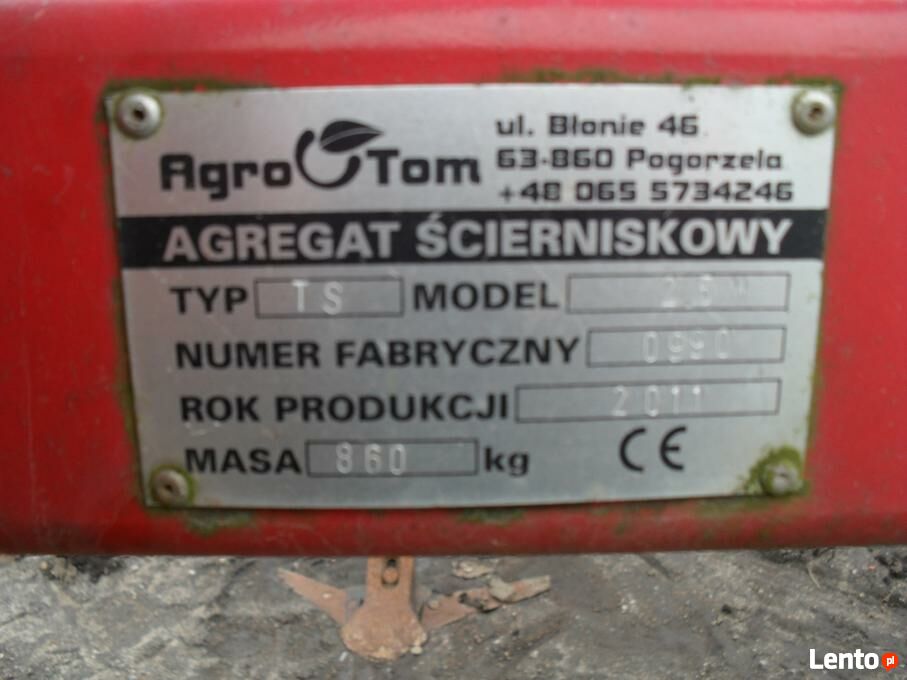 Agro Tom
ul. Błonie 46
63-860 Pogorzela
+48 065 5734246
AGREGAT ŚCIERNISKOWY
TYP TS MODEL
NUMER FABRYCZNY 0990
ROK PRODUKCJI 2011
MASA 860 kg CE
Lento.pl